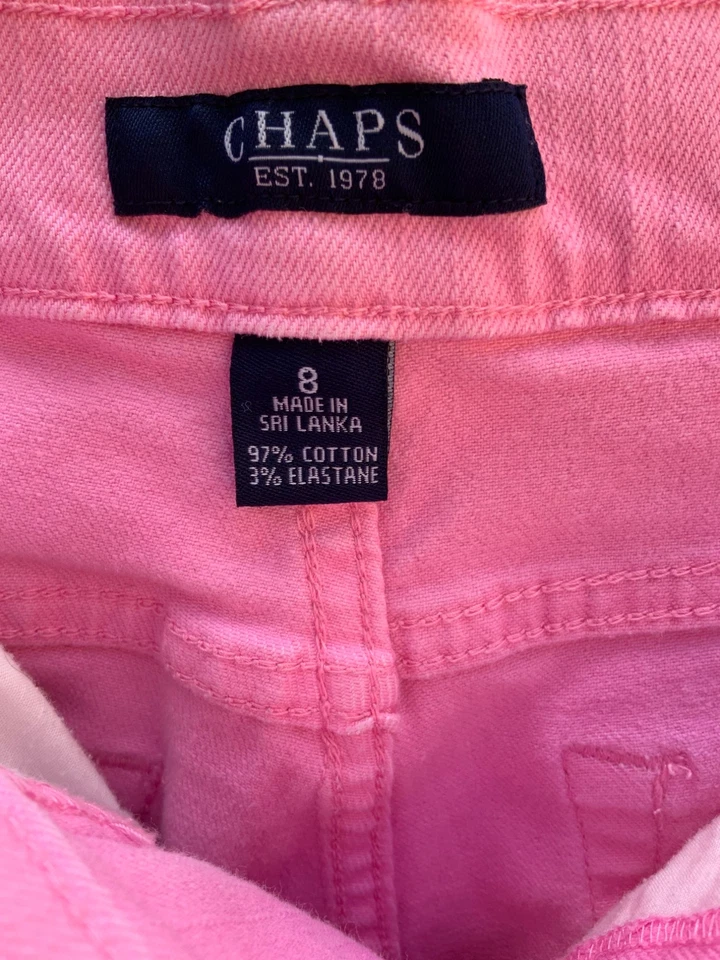 CHAPS
EST. 1978
8
MADE IN
SRI LANKA
97% COTTON
3% ELASTANE